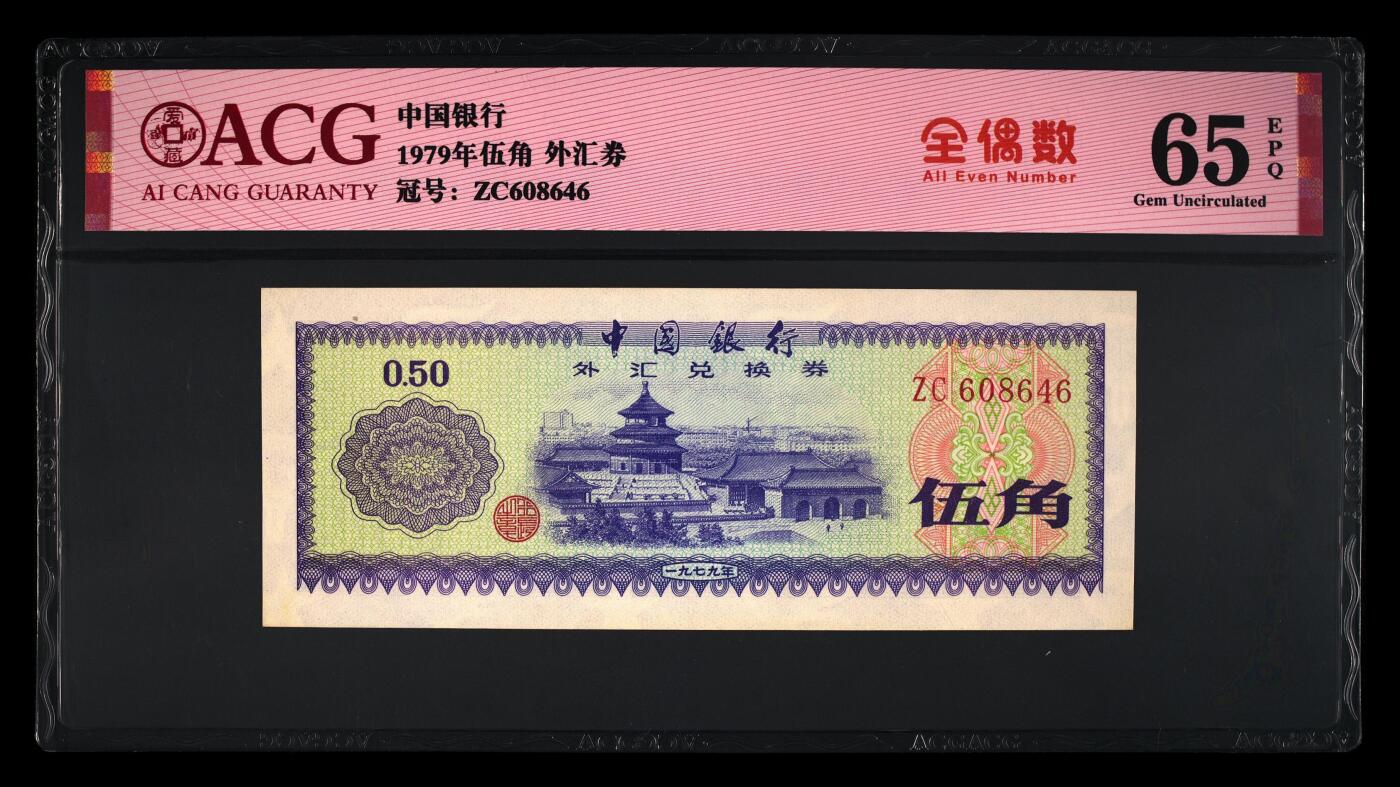 ACG
AI CANG GUARANTY
爱藏
中国银行
1979年伍角 外汇券
冠号：ZC608646
全偶数
All Even Number
65
EPQ
Gem Uncirculated
中国银行
外汇兑换券
0.50
ZC 608646
伍角
一九七九年